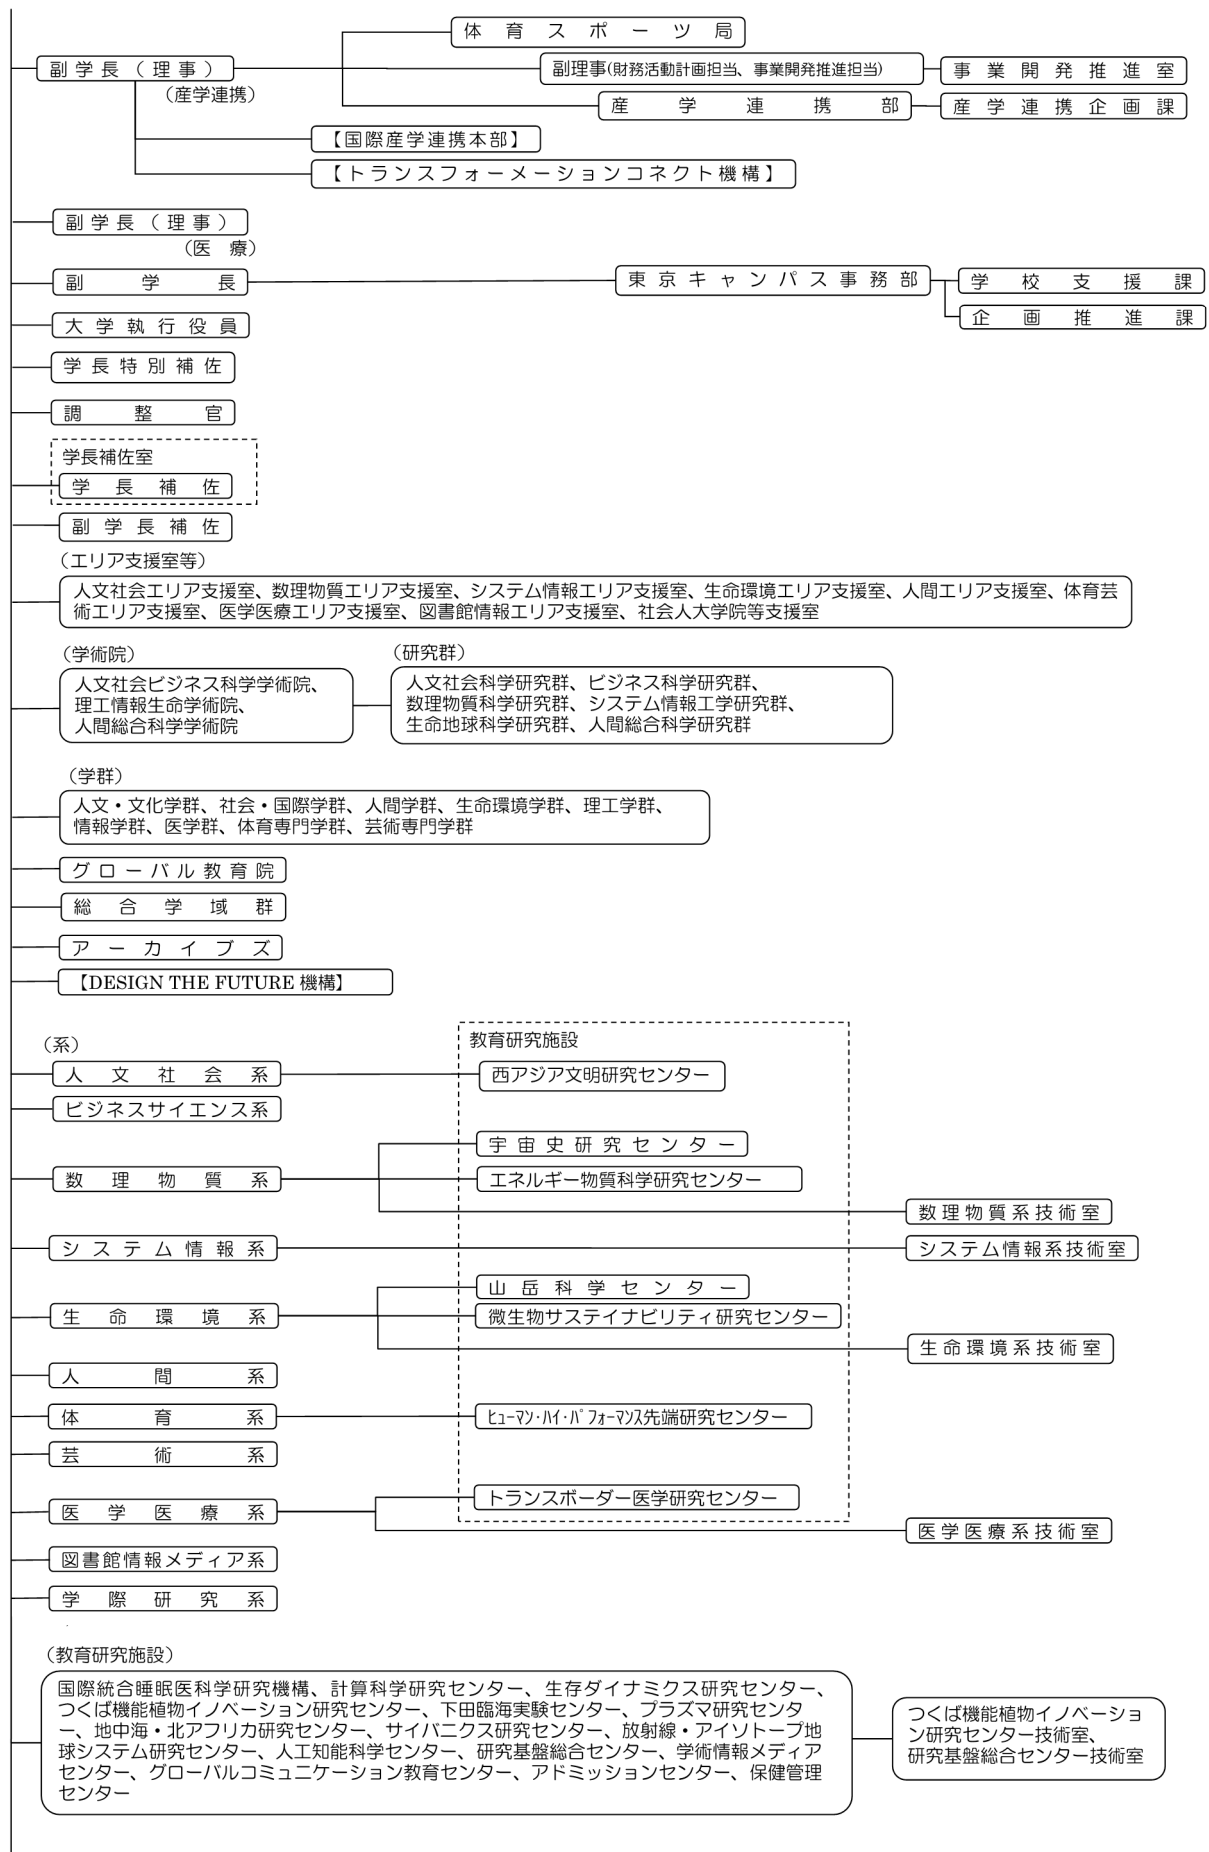 体育スポーツ局
副学長（理事）
（産学連携）
副理事(財務活動計画担当、事業開発推進担当)
事業開発推進室
産学連携部
産学連携企画課
【国際産学連携本部】
【トランスフォーメーションコネクト機構】
副学長（理事）
（医　療）
副学長
東京キャンパス事務部
学校支援課
企画推進課
大学執行役員
学長特別補佐
調整官
学長補佐室
学長補佐
副学長補佐
（エリア支援室等）
人文社会エリア支援室、数理物質エリア支援室、システム情報エリア支援室、生命環境エリア支援室、人間エリア支援室、体育芸
術エリア支援室、医学医療エリア支援室、図書館情報エリア支援室、社会人大学院等支援室
（学術院）
人文社会ビジネス科学学術院、
理工情報生命学術院、
人間総合科学学術院
（研究群）
人文社会科学研究群、ビジネス科学研究群、
数理物質科学研究群、システム情報工学研究群、
生命地球科学研究群、人間総合科学研究群
（学群）
人文・文化学群、社会・国際学群、人間学群、生命環境学群、理工学群、
情報学群、医学群、体育専門学群、芸術専門学群
グローバル教育院
総合学域群
アーカイブズ
【DESIGN THE FUTURE 機構】
（系）
教育研究施設
人文社会系
西アジア文明研究センター
ビジネスサイエンス系
宇宙史研究センター
数理物質系
エネルギー物質科学研究センター
数理物質系技術室
システム情報系
システム情報系技術室
山岳科学センター
生命環境系
微生物サステイナビリティ研究センター
生命環境系技術室
人間系
体育系
ﾋｭｰﾏﾝ･ﾊｲ･ﾊﾟﾌｫｰﾏﾝｽ先端研究センター
芸術系
トランスボーダー医学研究センター
医学医療系
医学医療系技術室
図書館情報メディア系
学際研究系
（教育研究施設）
国際統合睡眠医科学研究機構、計算科学研究センター、生存ダイナミクス研究センター、
つくば機能植物イノベーション研究センター、下田臨海実験センター、プラズマ研究センタ
ー、地中海・北アフリカ研究センター、サイバニクス研究センター、放射線・アイソトープ地
球システム研究センター、人工知能科学センター、研究基盤総合センター、学術情報メディア
センター、グローバルコミュニケーション教育センター、アドミッションセンター、保健管理
センター
つくば機能植物イノベーショ
ン研究センター技術室、
研究基盤総合センター技術室